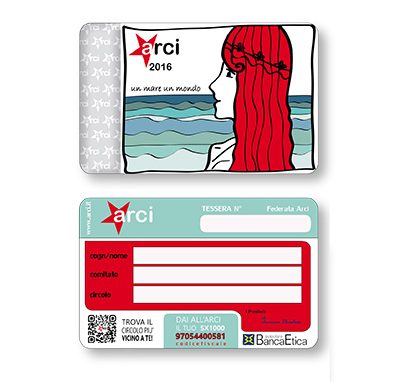 arci
2016
un mare un mondo
www.arci.it
arci
TESSERA N° Federata Arci
cogn/nome
comitato
circolo
TROVA IL
CIRCOLO PIU'
VICINO A TE!
DAI ALL'ARCI
IL TUO 5X1000
97054400581
codice fiscale
BancaEtica